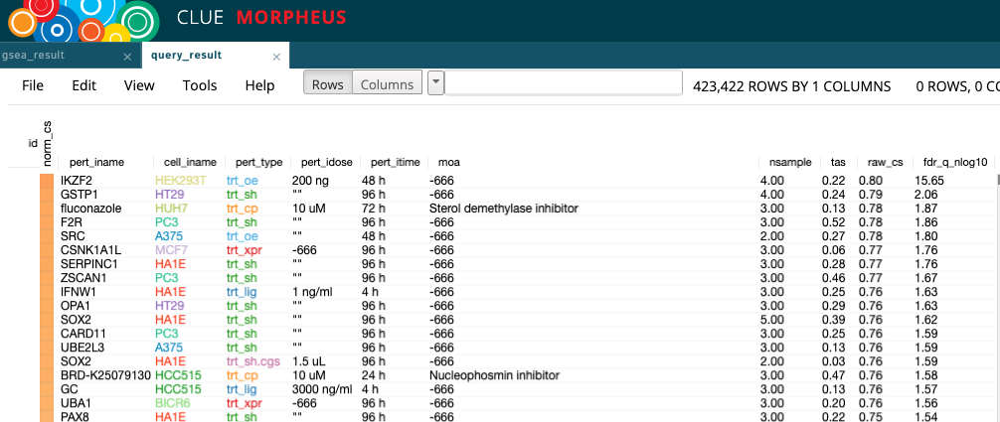 CLUE MORPHEUS
gsea_result × query_result ×
File Edit View Tools Help Rows Columns 423,422 ROWS BY 1 COLUMNS 0 ROWS, 0 CO
id norm_cs pert_iname cell_iname pert_type pert_idose pert_itime moa nsample tas raw_cs fdr_q_nlog10
IKZF2 HEK293T trt_oe 200 ng 48 h -666 4.00 0.22 0.80 15.65
GSTP1 HT29 trt_sh "" 96 h -666 4.00 0.24 0.79 2.06
fluconazole HUH7 trt_cp 10 uM 72 h Sterol demethylase inhibitor 3.00 0.13 0.78 1.87
F2R PC3 trt_sh "" 96 h -666 3.00 0.52 0.78 1.86
SRC A375 trt_oe "" 48 h -666 2.00 0.27 0.78 1.80
CSNK1A1L MCF7 trt_xpr -666 96 h -666 3.00 0.06 0.77 1.76
SERPINC1 HA1E trt_sh "" 96 h -666 3.00 0.28 0.77 1.76
ZSCAN1 PC3 trt_sh "" 96 h -666 3.00 0.46 0.77 1.67
IFNW1 HA1E trt_lig 1 ng/ml 4 h -666 3.00 0.25 0.76 1.63
OPA1 HT29 trt_sh "" 96 h -666 3.00 0.29 0.76 1.63
SOX2 HA1E trt_sh "" 96 h -666 5.00 0.39 0.76 1.62
CARD11 PC3 trt_sh "" 96 h -666 3.00 0.25 0.76 1.59
UBE2L3 A375 trt_sh "" 96 h -666 3.00 0.13 0.76 1.59
SOX2 HA1E trt_sh.cgs 1.5 uL 96 h -666 2.00 0.03 0.76 1.59
BRD-K25079130 HCC515 trt_cp 10 uM 24 h Nucleophosmin inhibitor 3.00 0.47 0.76 1.58
GC HCC515 trt_lig 3000 ng/ml 4 h -666 3.00 0.13 0.76 1.57
UBA1 BICR6 trt_xpr -666 96 h -666 3.00 0.20 0.76 1.56
PAX8 HA1E trt_sh "" 96 h -666 3.00 0.22 0.75 1.54